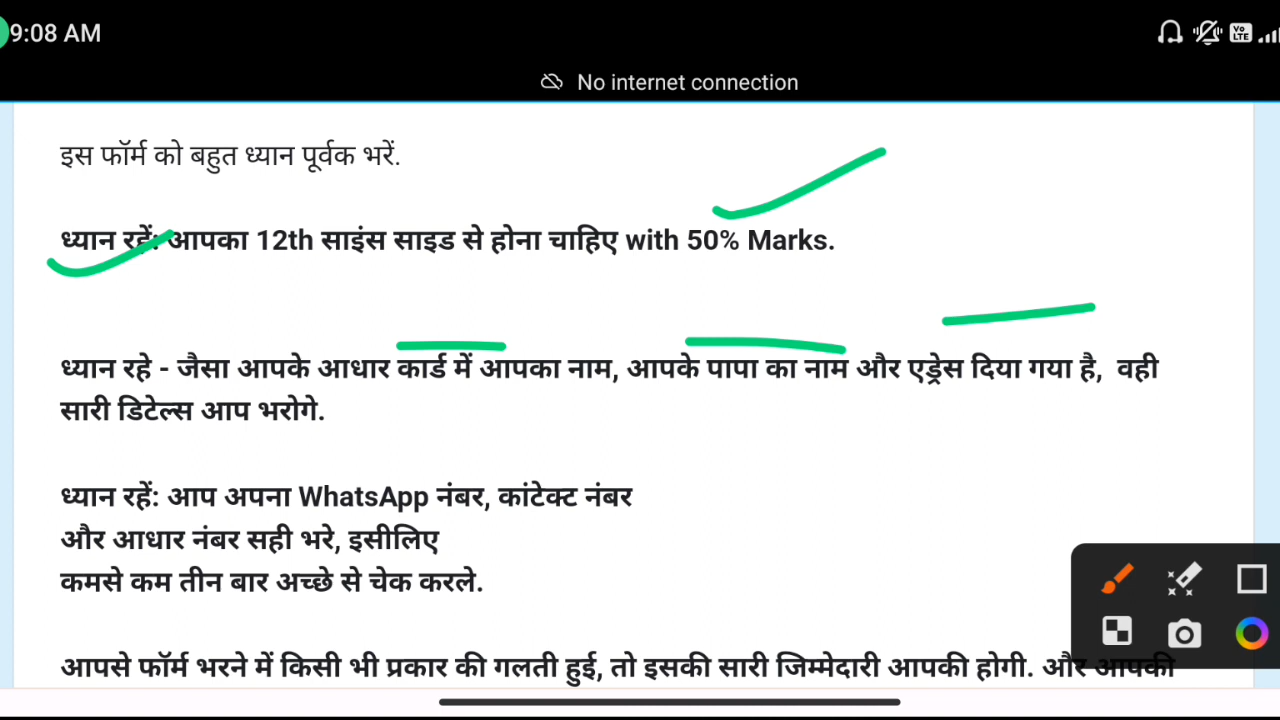 9:08 AM
No internet connection
इस फॉर्म को बहुत ध्यान पूर्वक भरें.
ध्यान रहें: आपका 12th साइंस साइड से होना चाहिए with 50% Marks.
ध्यान रहे - जैसा आपके आधार कार्ड में आपका नाम, आपके पापा का नाम और एड्रेस दिया गया है, वही
सारी डिटेल्स आप भरोगे.
ध्यान रहें: आप अपना WhatsApp नंबर, कांटेक्ट नंबर
और आधार नंबर सही भरे, इसीलिए
कमसे कम तीन बार अच्छे से चेक करले.
आपसे फॉर्म भरने में किसी भी प्रकार की गलती हुई, तो इसकी सारी जिम्मेदारी आपकी होगी. और आपकी